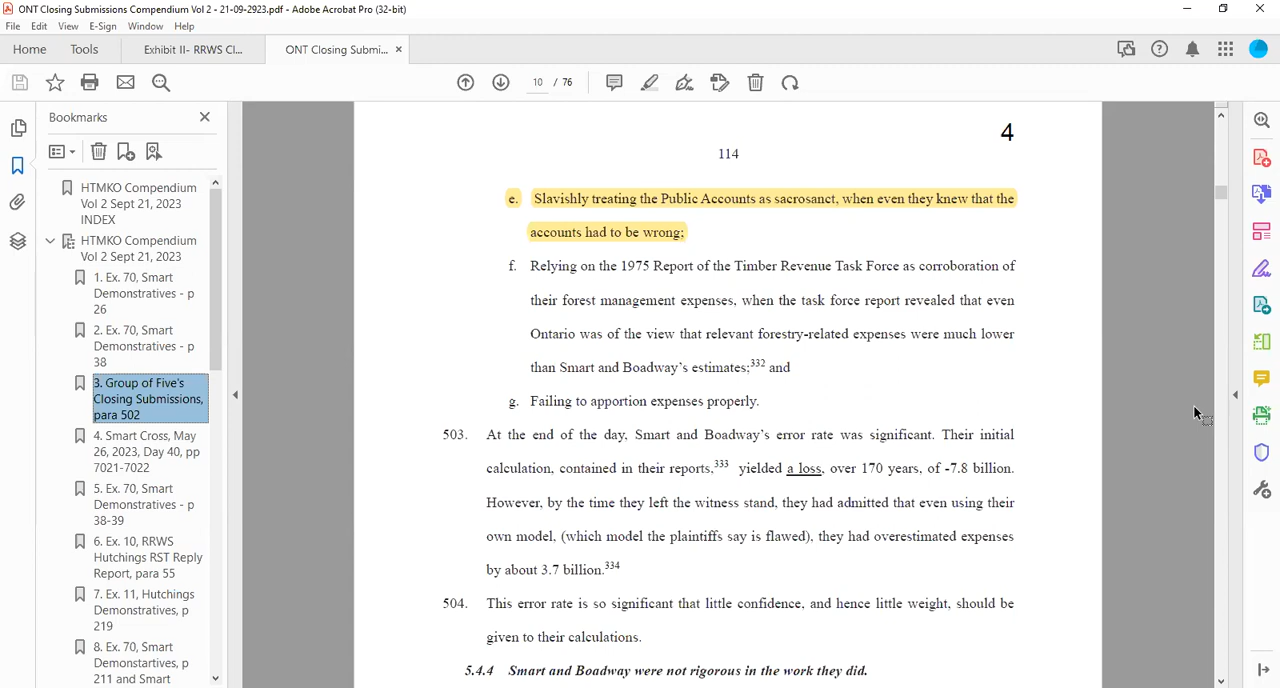 ONT Closing Submissions Compendium Vol 2 - 21-09-2923.pdf - Adobe Acrobat Pro (32-bit)
File Edit View E-Sign Window Help
Home Tools Exhibit II- RRWS Cl... ONT Closing Submi... ×
10 / 76
Bookmarks
HTMKO Compendium
Vol 2 Sept 21, 2023
INDEX
HTMKO Compendium
Vol 2 Sept 21, 2023
1. Ex. 70, Smart
Demonstratives - p
26
2. Ex. 70, Smart
Demonstratives - p
38
3. Group of Five's
Closing Submissions,
para 502
4. Smart Cross, May
26, 2023, Day 40, pp
7021-7022
5. Ex. 70, Smart
Demonstratives - p
38-39
6. Ex. 10, RRWS
Hutchings RST Reply
Report, para 55
7. Ex. 11, Hutchings
Demonstratives, p
219
8. Ex. 70, Smart
Demonstartives, p
211 and Smart
4
114
e. Slavishly treating the Public Accounts as sacrosanct, when even they knew that the
accounts had to be wrong;
f. Relying on the 1975 Report of the Timber Revenue Task Force as corroboration of
their forest management expenses, when the task force report revealed that even
Ontario was of the view that relevant forestry-related expenses were much lower
than Smart and Boadway's estimates;332 and
g. Failing to apportion expenses properly.
503. At the end of the day, Smart and Boadway's error rate was significant. Their initial
calculation, contained in their reports,333 yielded a loss, over 170 years, of -7.8 billion.
However, by the time they left the witness stand, they had admitted that even using their
own model, (which model the plaintiffs say is flawed), they had overestimated expenses
by about 3.7 billion.334
504. This error rate is so significant that little confidence, and hence little weight, should be
given to their calculations.
5.4.4 Smart and Boadway were not rigorous in the work they did.